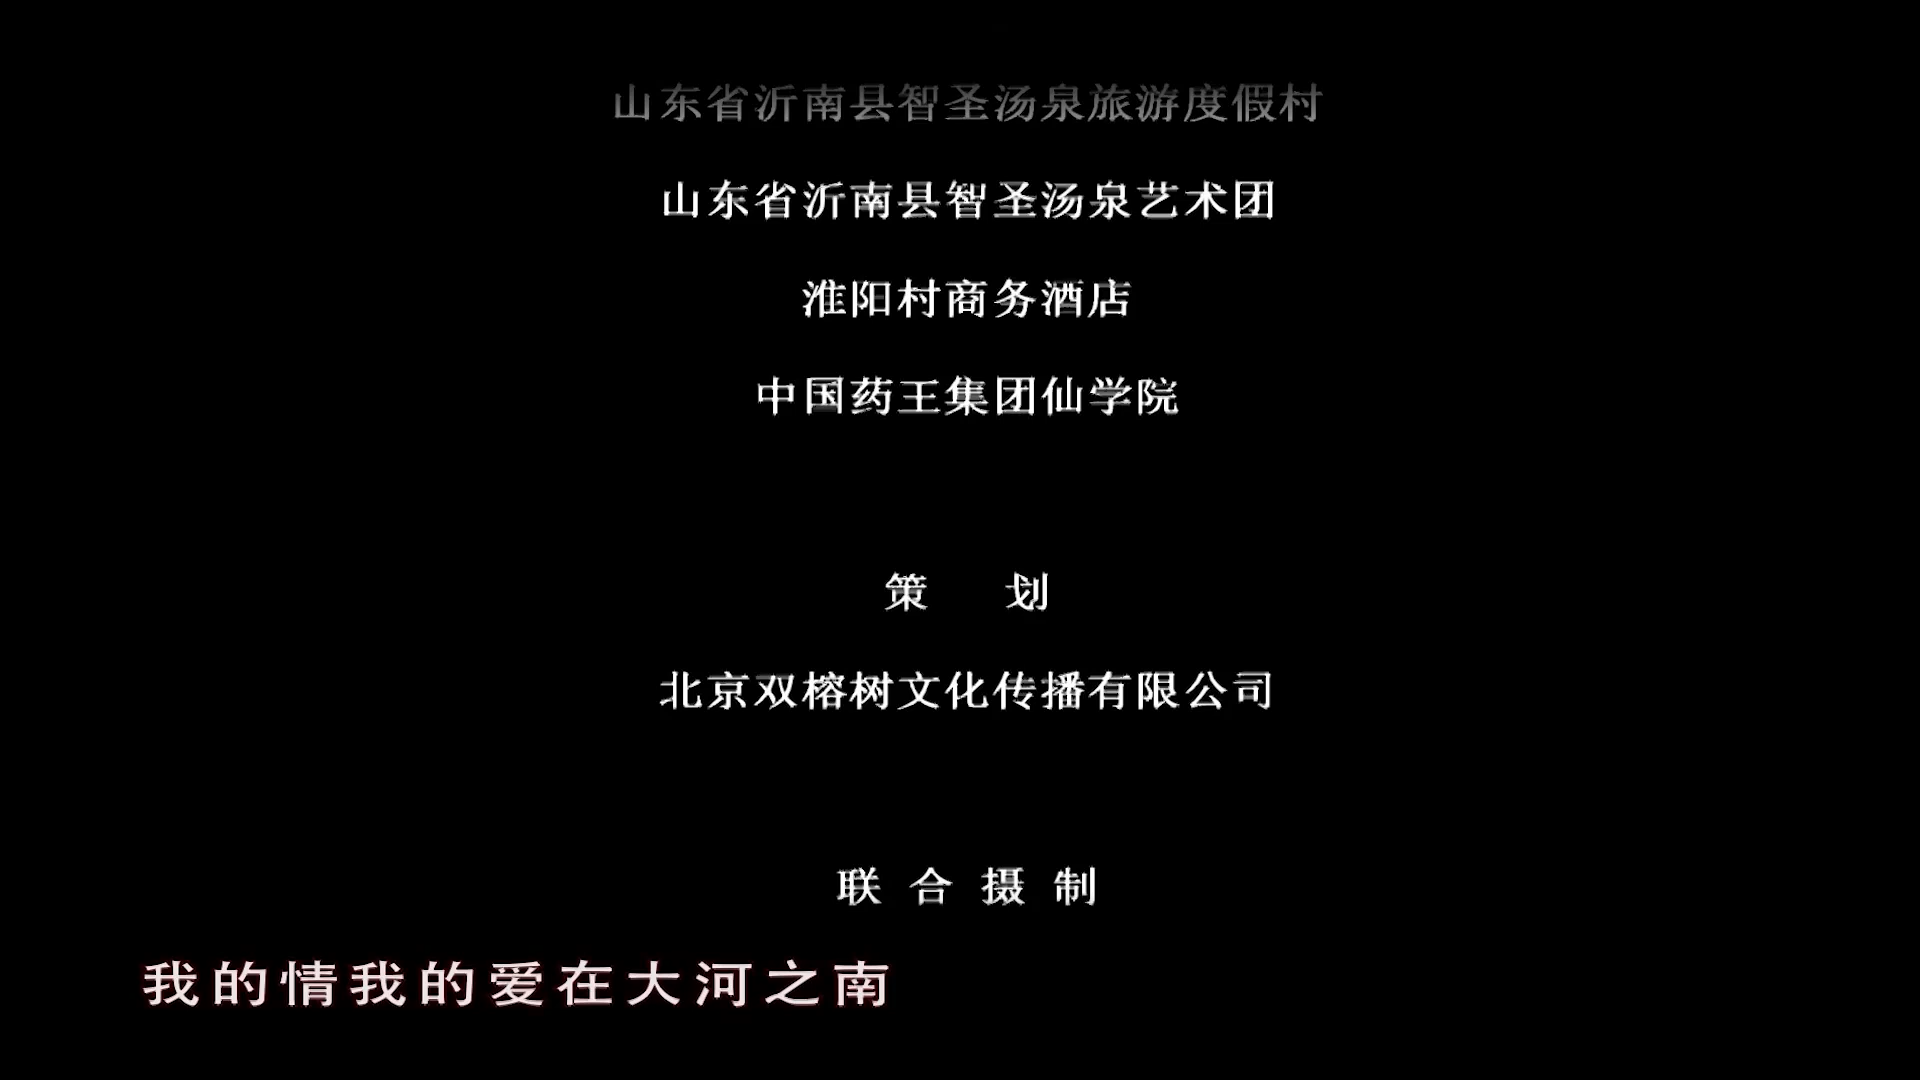 山东省沂南县智圣汤泉旅游度假村
山东省沂南县智圣汤泉艺术团
淮阳村商务酒店
中国药王集团仙学院
策 划
北京双榕树文化传播有限公司
联 合 摄 制
我的情我的爱在大河之南